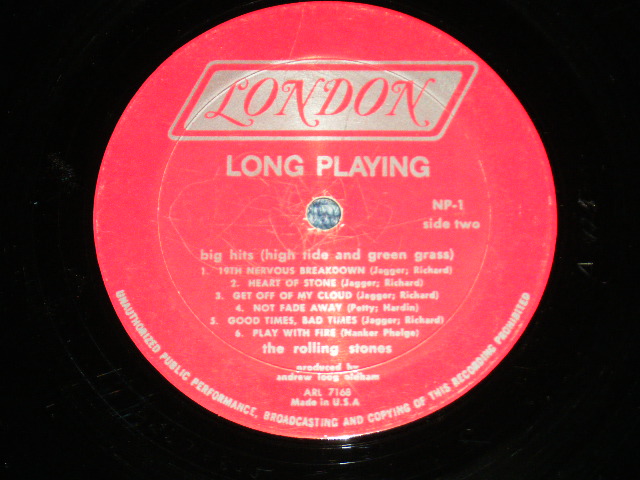 LONDON
LONG PLAYING
NP-1
side two
big hits (high tide and green grass)
1. 19TH NERVOUS BREAKDOWN (Jagger; Richard)
2. HEART OF STONE (Jagger; Richard)
3. GET OFF OF MY CLOUD (Jagger; Richard)
4. NOT FADE AWAY (Petty; Hardin)
5. GOOD TIMES, BAD TIMES (Jagger; Richard)
6. PLAY WITH FIRE (Nanker Phelge)
the rolling stones
produced by
andrew loog oldham
ARL 7168
Made in U.S.A
UNAUTHORIZED PUBLIC PERFORMANCE, BROADCASTING AND COPYING OF THIS RECORDING PROHIBITED